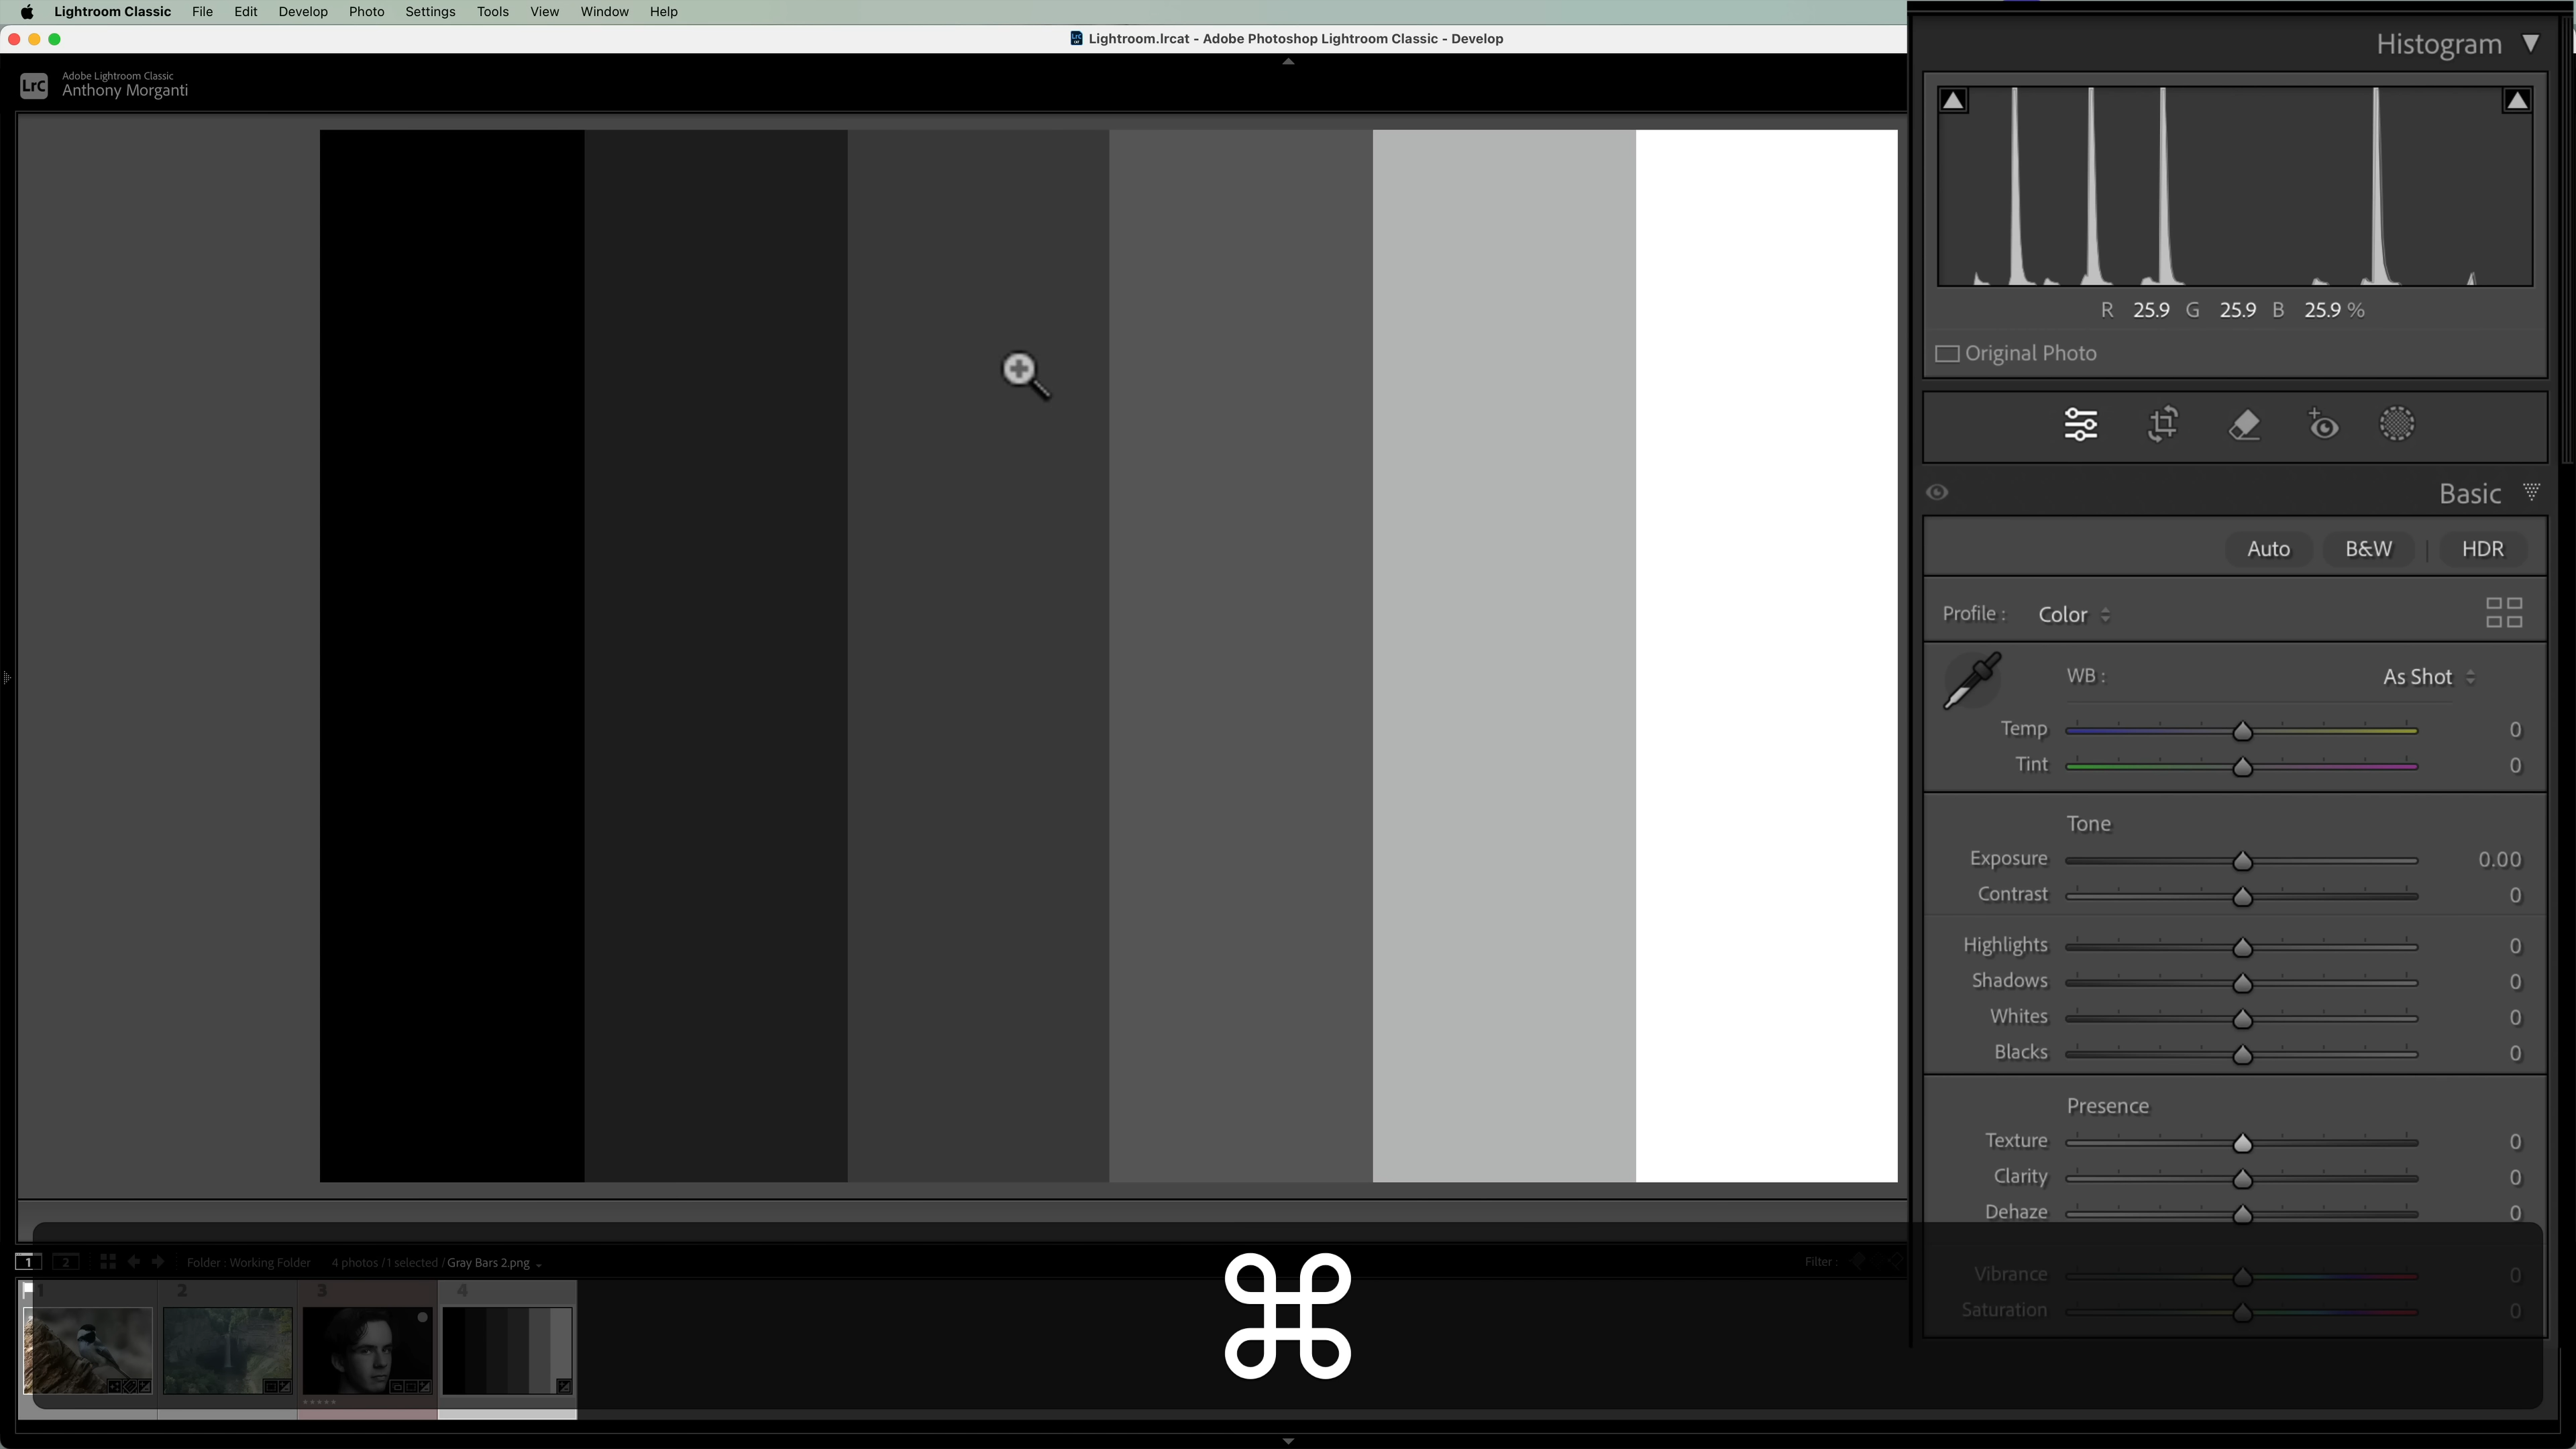 Lightroom Classic File Edit Develop Photo Settings Tools View Window Help
Lightroom.lrcat - Adobe Photoshop Lightroom Classic - Develop
LrC
Adobe Lightroom Classic
Anthony Morganti
Histogram
R 25.9 G 25.9 B 25.9 %
Original Photo
Basic
Auto B&W | HDR
Profile : Color
WB : As Shot
Temp 0
Tint 0
Tone
Exposure 0.00
Contrast 0
Highlights 0
Shadows 0
Whites 0
Blacks 0
Presence
Texture 0
Clarity 0
Dehaze 0
Vibrance 0
Saturation 0
1 2 Folder : Working Folder 4 photos / 1 selected / Gray Bars 2.png Filter :
1 2 3 4